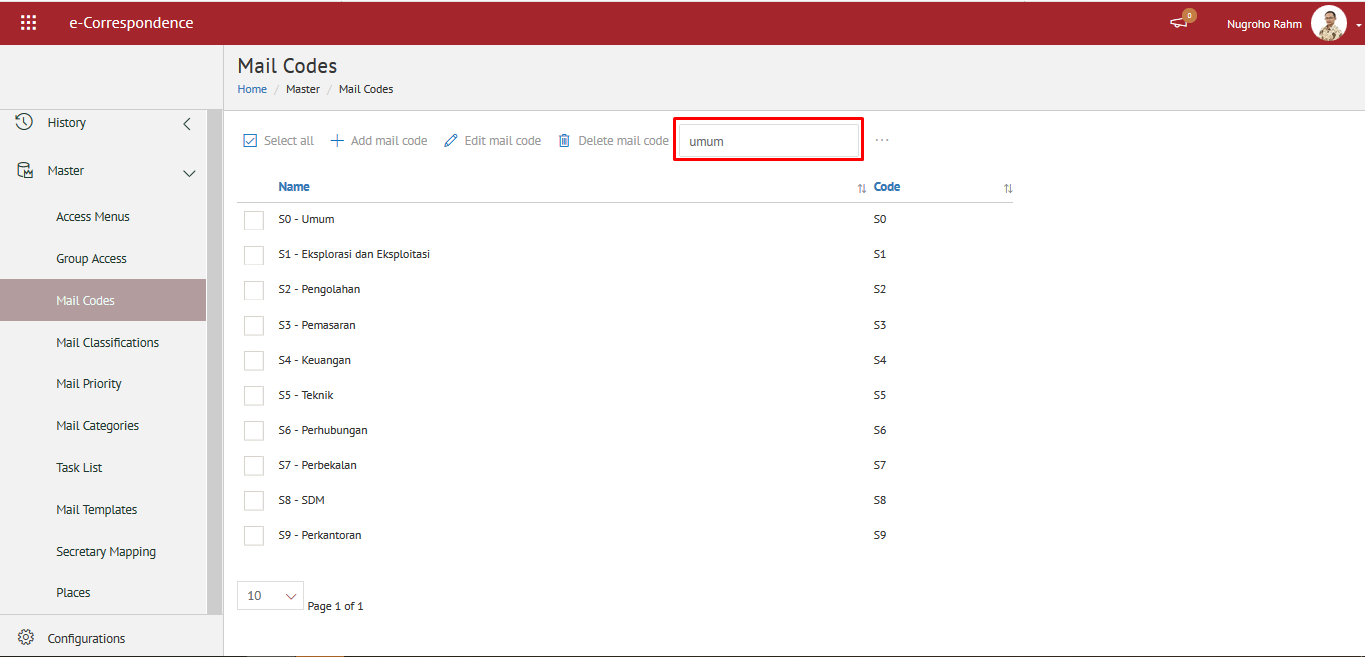 e-Correspondence
0
Nugroho Rahm
Mail Codes
Home / Master / Mail Codes
History
Master
Access Menus
Group Access
Mail Codes
Mail Classifications
Mail Priority
Mail Categories
Task List
Mail Templates
Secretary Mapping
Places
Configurations
Select all Add mail code Edit mail code Delete mail code umum ...
Name Code
S0 - Umum S0
S1 - Eksplorasi dan Eksploitasi S1
S2 - Pengolahan S2
S3 - Pemasaran S3
S4 - Keuangan S4
S5 - Teknik S5
S6 - Perhubungan S6
S7 - Perbekalan S7
S8 - SDM S8
S9 - Perkantoran S9
10 Page 1 of 1